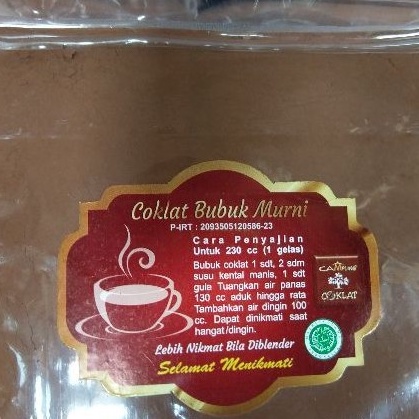 Coklat Bubuk Murni
P-IRT : 2093505120586-23
Cara Penyajian
Untuk 230 cc (1 gelas)
Bubuk coklat 1 sdt, 2 sdm
susu kental manis, 1 sdt
gula Tuangkan air panas
130 cc aduk hingga rata
Tambahkan air dingin 100
cc. Dapat dinikmati saat
hangat/dingin.
COKLAT
Lebih Nikmat Bila Diblender
Selamat Menikmati